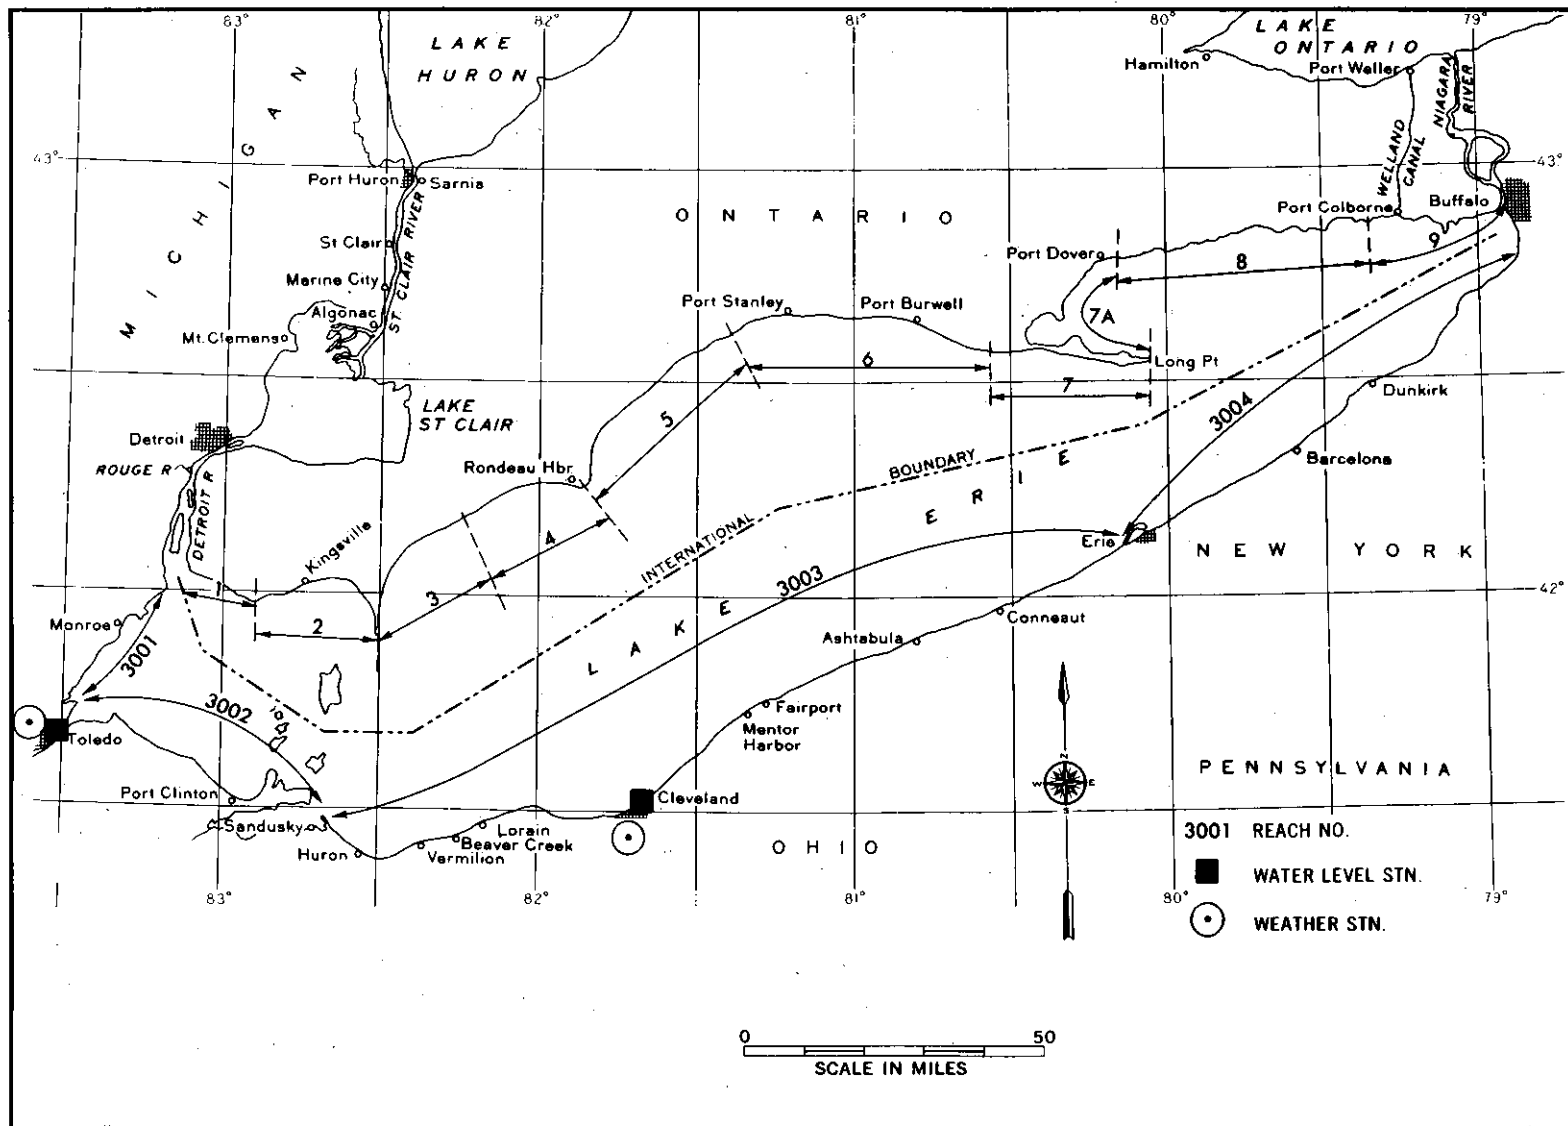 83°
82°
81°
80°
79°
LAKE
HURON
LAKE
ONTARIO
Hamilton
Port Weller
NIAGARA
RIVER
MICHIGAN
43°
43°
WELLAND
CANAL
Port Huron
Sarnia
ONTARIO
Port Colborne
Buffalo
St Clair
ST. CLAIR RIVER
Port Dover
9
8
Marine City
Port Stanley
Port Burwell
Algonac
7A
Mt. Clemens
Long Pt
6
7
Dunkirk
5
LAKE
ST CLAIR
3004
Detroit
ROUGE R
Rondeau Hbr
BOUNDARY
Barcelona
DETROIT R
LAKE ERIE
INTERNATIONAL
4
Erie
NEW YORK
Kingsville
3003
42°
1
3
2
Monroe
3001
Conneaut
Ashtabula
3002
Fairport
Mentor
Harbor
Toledo
N
W
E
S
PENNSYLVANIA
Port Clinton
Cleveland
Sandusky
Lorain
Beaver Creek
Vermilion
Huron
OHIO
3001 REACH NO.
WATER LEVEL STN.
WEATHER STN.
83°
82°
81°
80°
79°
0
50
SCALE IN MILES